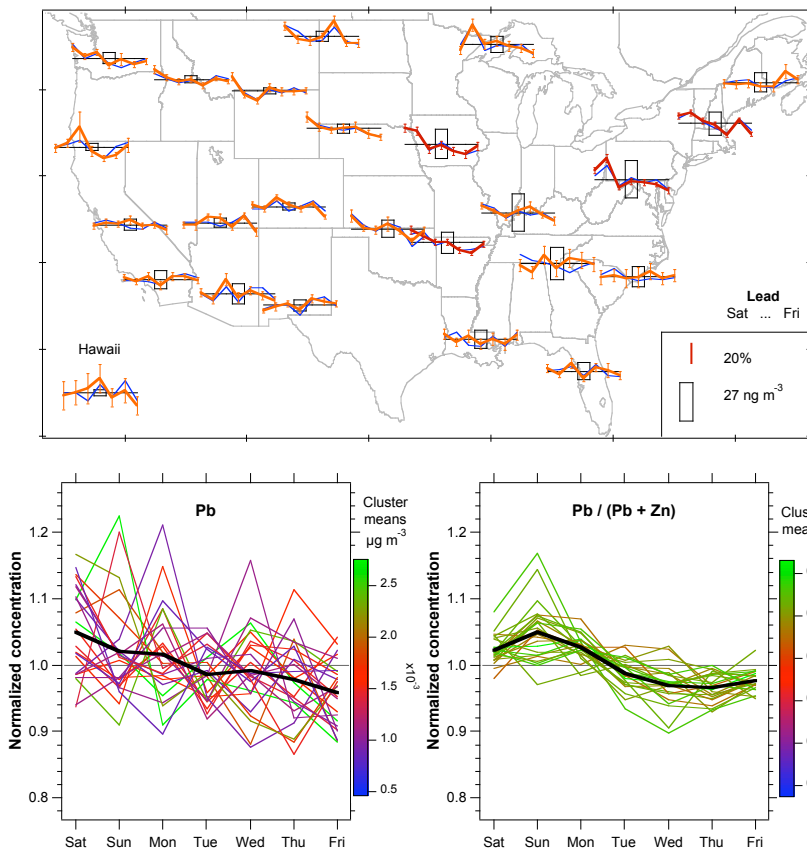 Hawaii
Lead
Sat ... Fri
20%
27 ng m⁻³
Pb
Normalized concentration
1.2
1.1
1.0
0.9
0.8
Sat Sun Mon Tue Wed Thu Fri
Cluster
means
µg m⁻³
2.5
2.0
1.5
1.0
0.5
x10⁻³
Pb / (Pb + Zn)
Normalized concentration
1.2
1.1
1.0
0.9
0.8
Sat Sun Mon Tue Wed Thu Fri